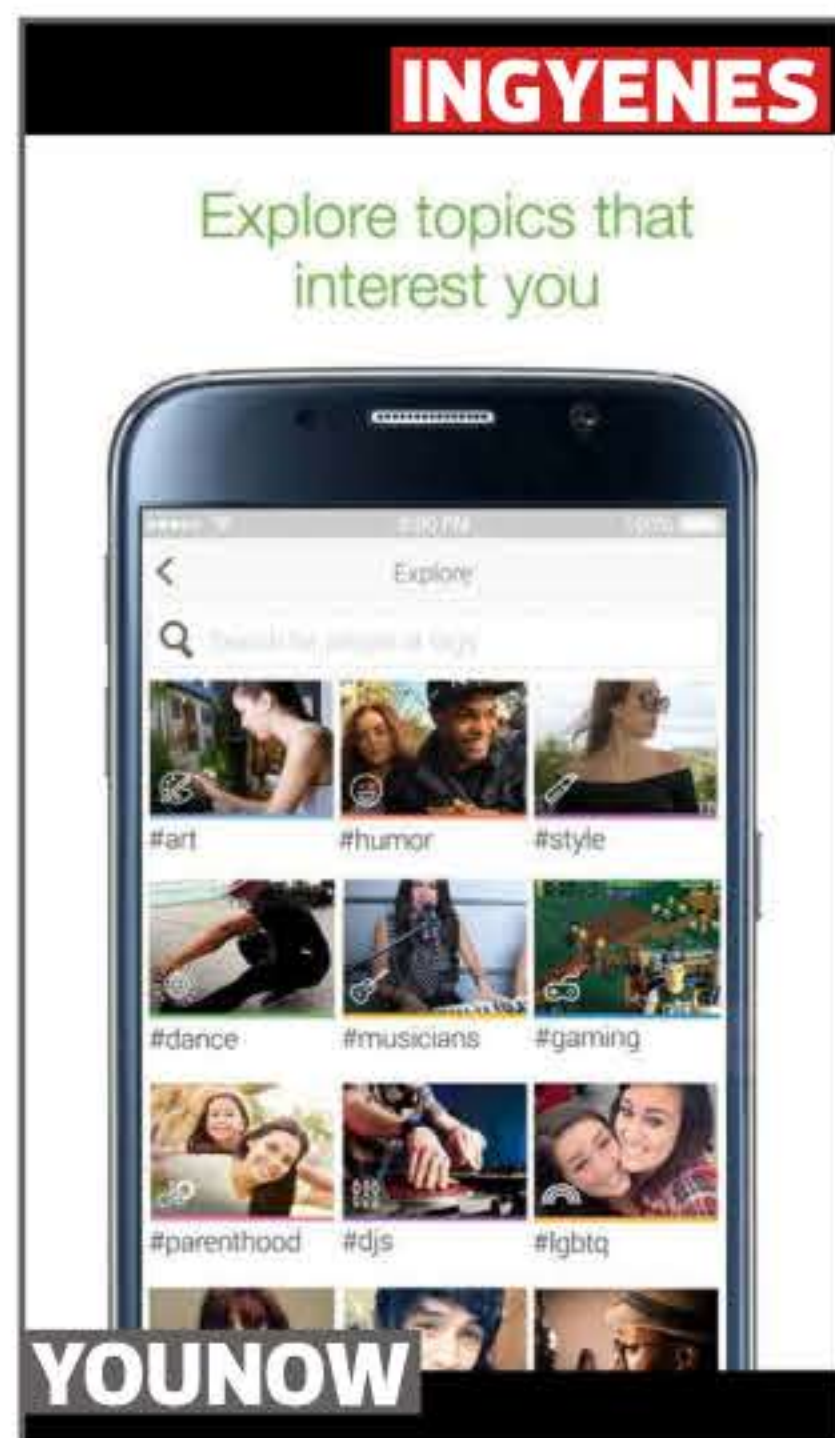 INGYENES
Explore topics that
interest you
Explore
#art
#humor
#style
#dance
#musicians
#gaming
#parenthood
#djs
#lgbtq
YOUNOW